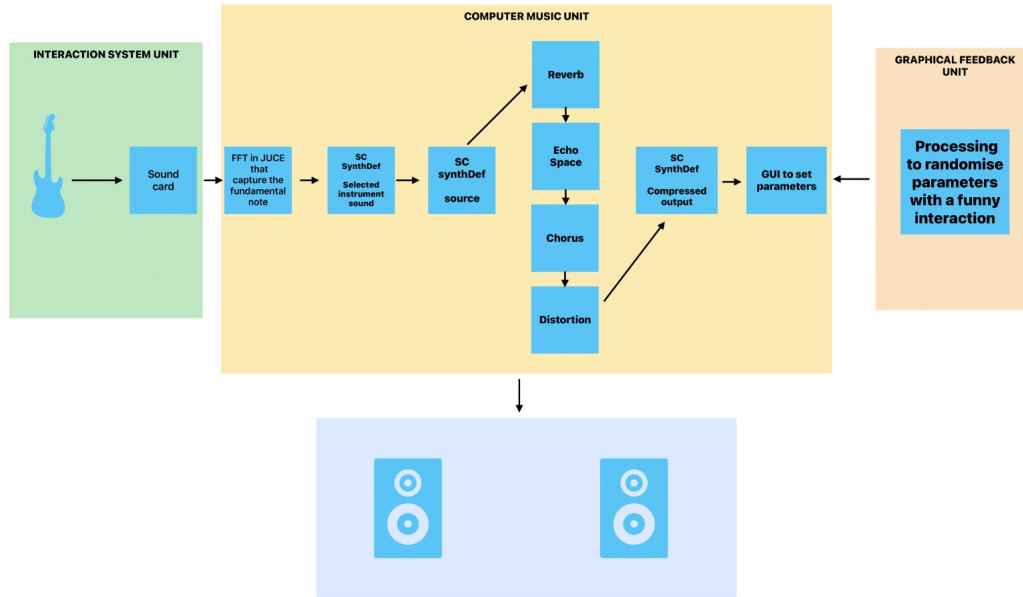 COMPUTER MUSIC UNIT
INTERACTION SYSTEM UNIT
GRAPHICAL FEEDBACK
UNIT
Sound
card
FFT in JUCE
that
capture the
fundamental
note
SC
SynthDef
Selected
instrument
sound
SC
synthDef
source
Reverb
Echo
Space
Chorus
Distortion
SC
SynthDef
Compressed
output
GUI to set
parameters
Processing
to randomise
parameters
with a funny
interaction